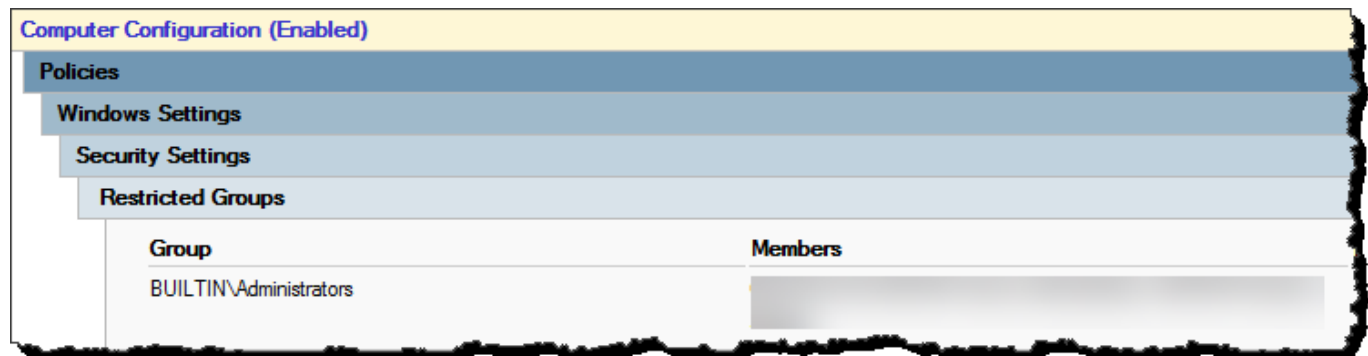 Computer Configuration (Enabled)
Policies
Windows Settings
Security Settings
Restricted Groups
Group Members
BUILTIN\Administrators